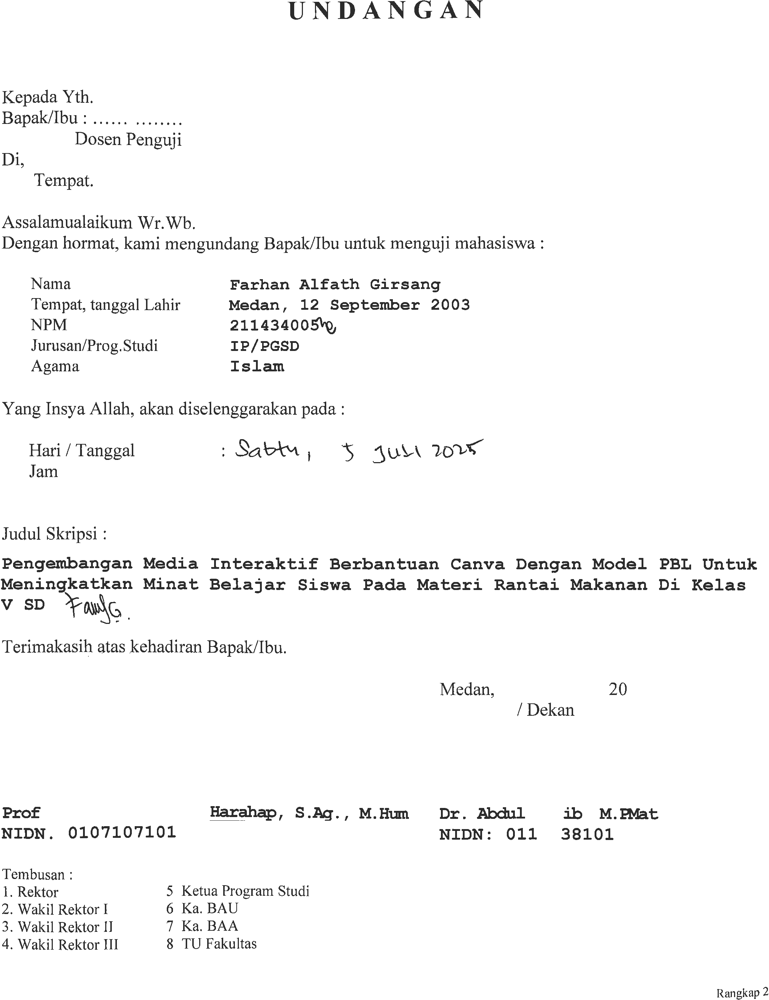 UNDANGAN
Kepada Yth.
Bapak/Ibu : ...... ........
Dosen Penguji
Di,
Tempat.
Assalamualaikum Wr.Wb.
Dengan hormat, kami mengundang Bapak/Ibu untuk menguji mahasiswa :
Nama Farhan Alfath Girsang
Tempat, tanggal Lahir Medan, 12 September 2003
NPM 211434005
Jurusan/Prog.Studi IP/PGSD
Agama Islam
Yang Insya Allah, akan diselenggarakan pada :
Hari / Tanggal : Sabtu, 5 Juli 2025
Jam
Judul Skripsi :
Pengembangan Media Interaktif Berbantuan Canva Dengan Model PBL Untuk
Meningkatkan Minat Belajar Siswa Pada Materi Rantai Makanan Di Kelas
V SD
Terimakasih atas kehadiran Bapak/Ibu.
Medan, 20
/ Dekan
Prof Harahap, S.Ag., M.Hum Dr. Abdul ib M.PMat
NIDN. 0107107101 NIDN: 011 38101
Tembusan :
1. Rektor 5 Ketua Program Studi
2. Wakil Rektor I 6 Ka. BAU
3. Wakil Rektor II 7 Ka. BAA
4. Wakil Rektor III 8 TU Fakultas
Rangkap 2